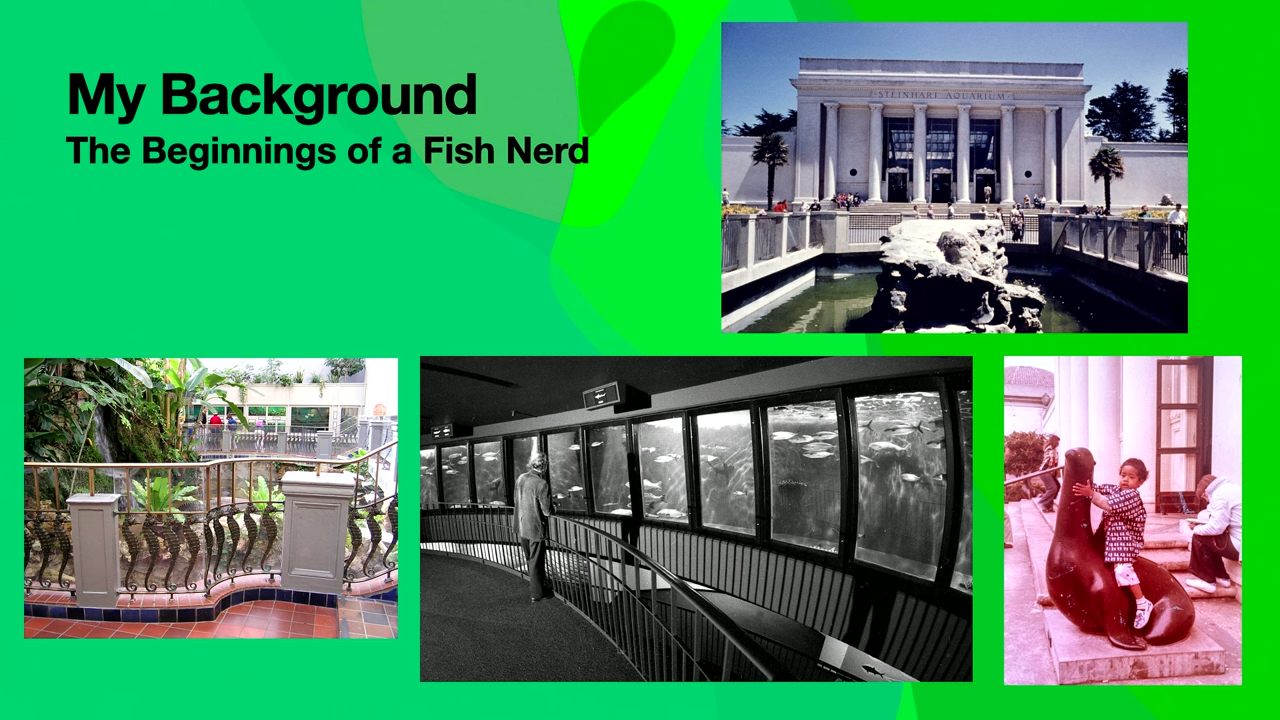 My Background
The Beginnings of a Fish Nerd
STEINHART AQUARIUM